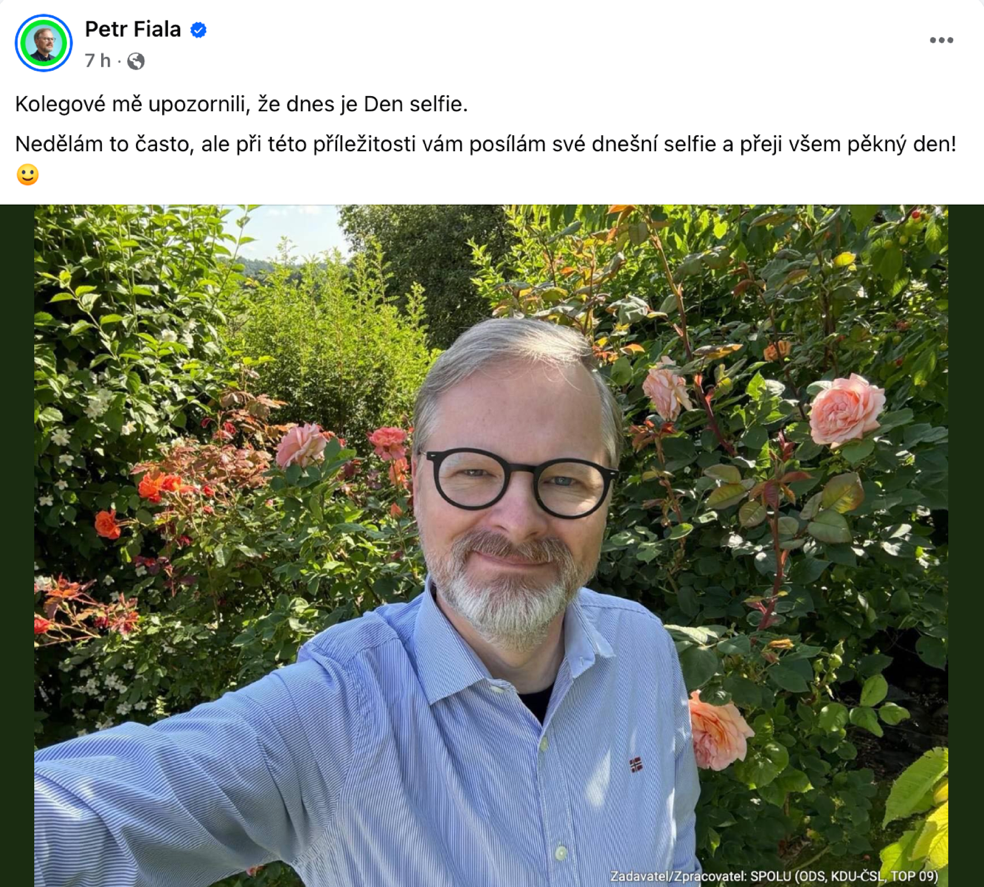 Petr Fiala
7 h ·
Kolegové mě upozornili, že dnes je Den selfie.
Nedělám to často, ale při této příležitosti vám posílám své dnešní selfie a přeji všem pěkný den!
🙂
Zadavatel/Zpracovatel: SPOLU (ODS, KDU-ČSL, TOP 09)